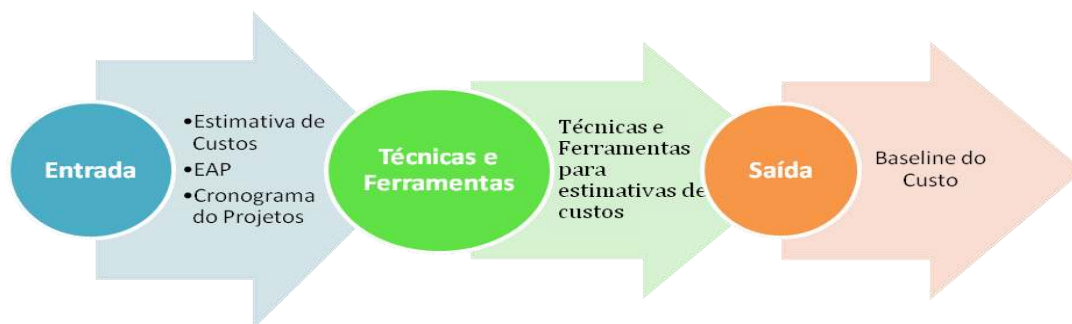 Entrada
•Estimativa de
Custos
•EAP
•Cronograma
do Projetos
Técnicas e
Ferramentas
Técnicas e
Ferramentas
para
estimativas de
custos
Saída
Baseline do
Custo